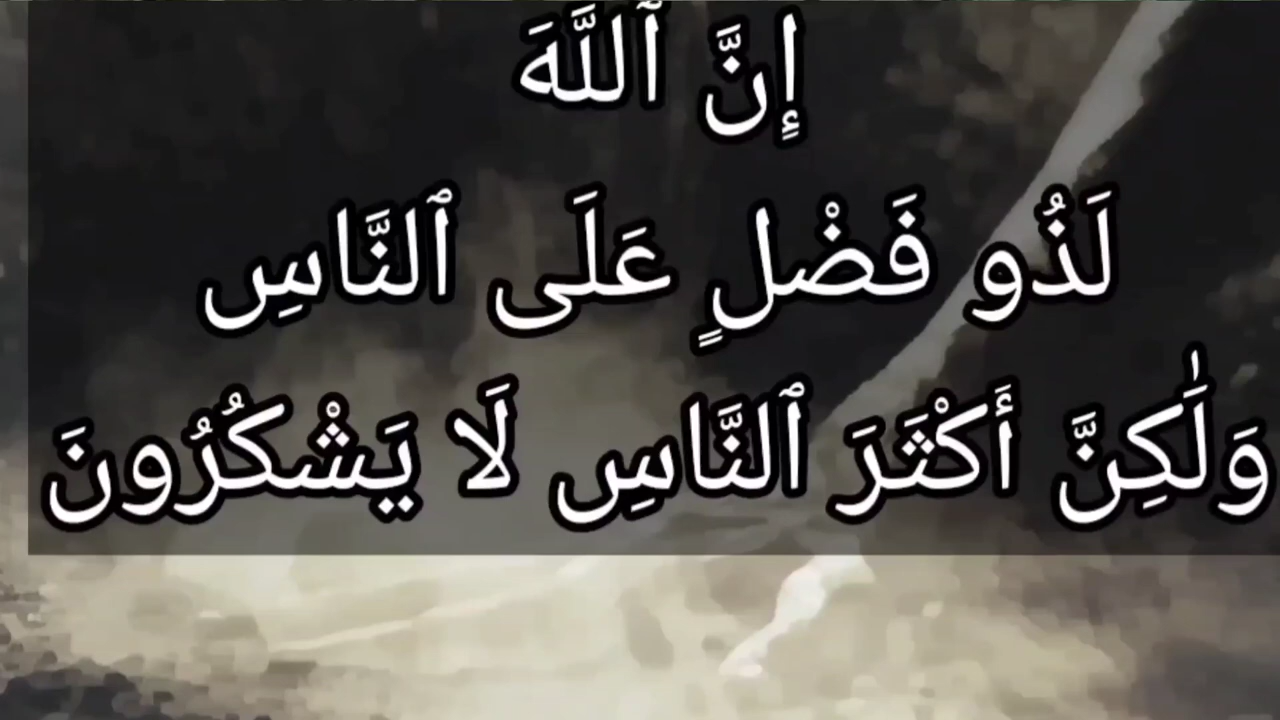 إِنَّ ٱللَّهَ
لَذُو فَضْلٍ عَلَى ٱلنَّاسِ
وَلَٰكِنَّ أَكْثَرَ ٱلنَّاسِ لَا يَشْكُرُونَ